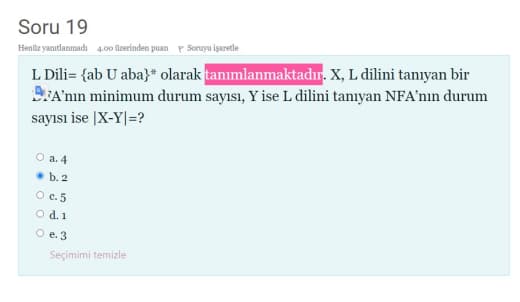 Soru 19
Henüz yanıtlanmadı 4,00 üzerinden puan Soruyu işaretle
L Dili= {ab U aba}* olarak tanımlanmaktadır. X, L dilini tanıyan bir
DFA'nın minimum durum sayısı, Y ise L dilini tanıyan NFA'nın durum
sayısı ise |X-Y|=?
a. 4
b. 2
c. 5
d. 1
e. 3
Seçimimi temizle